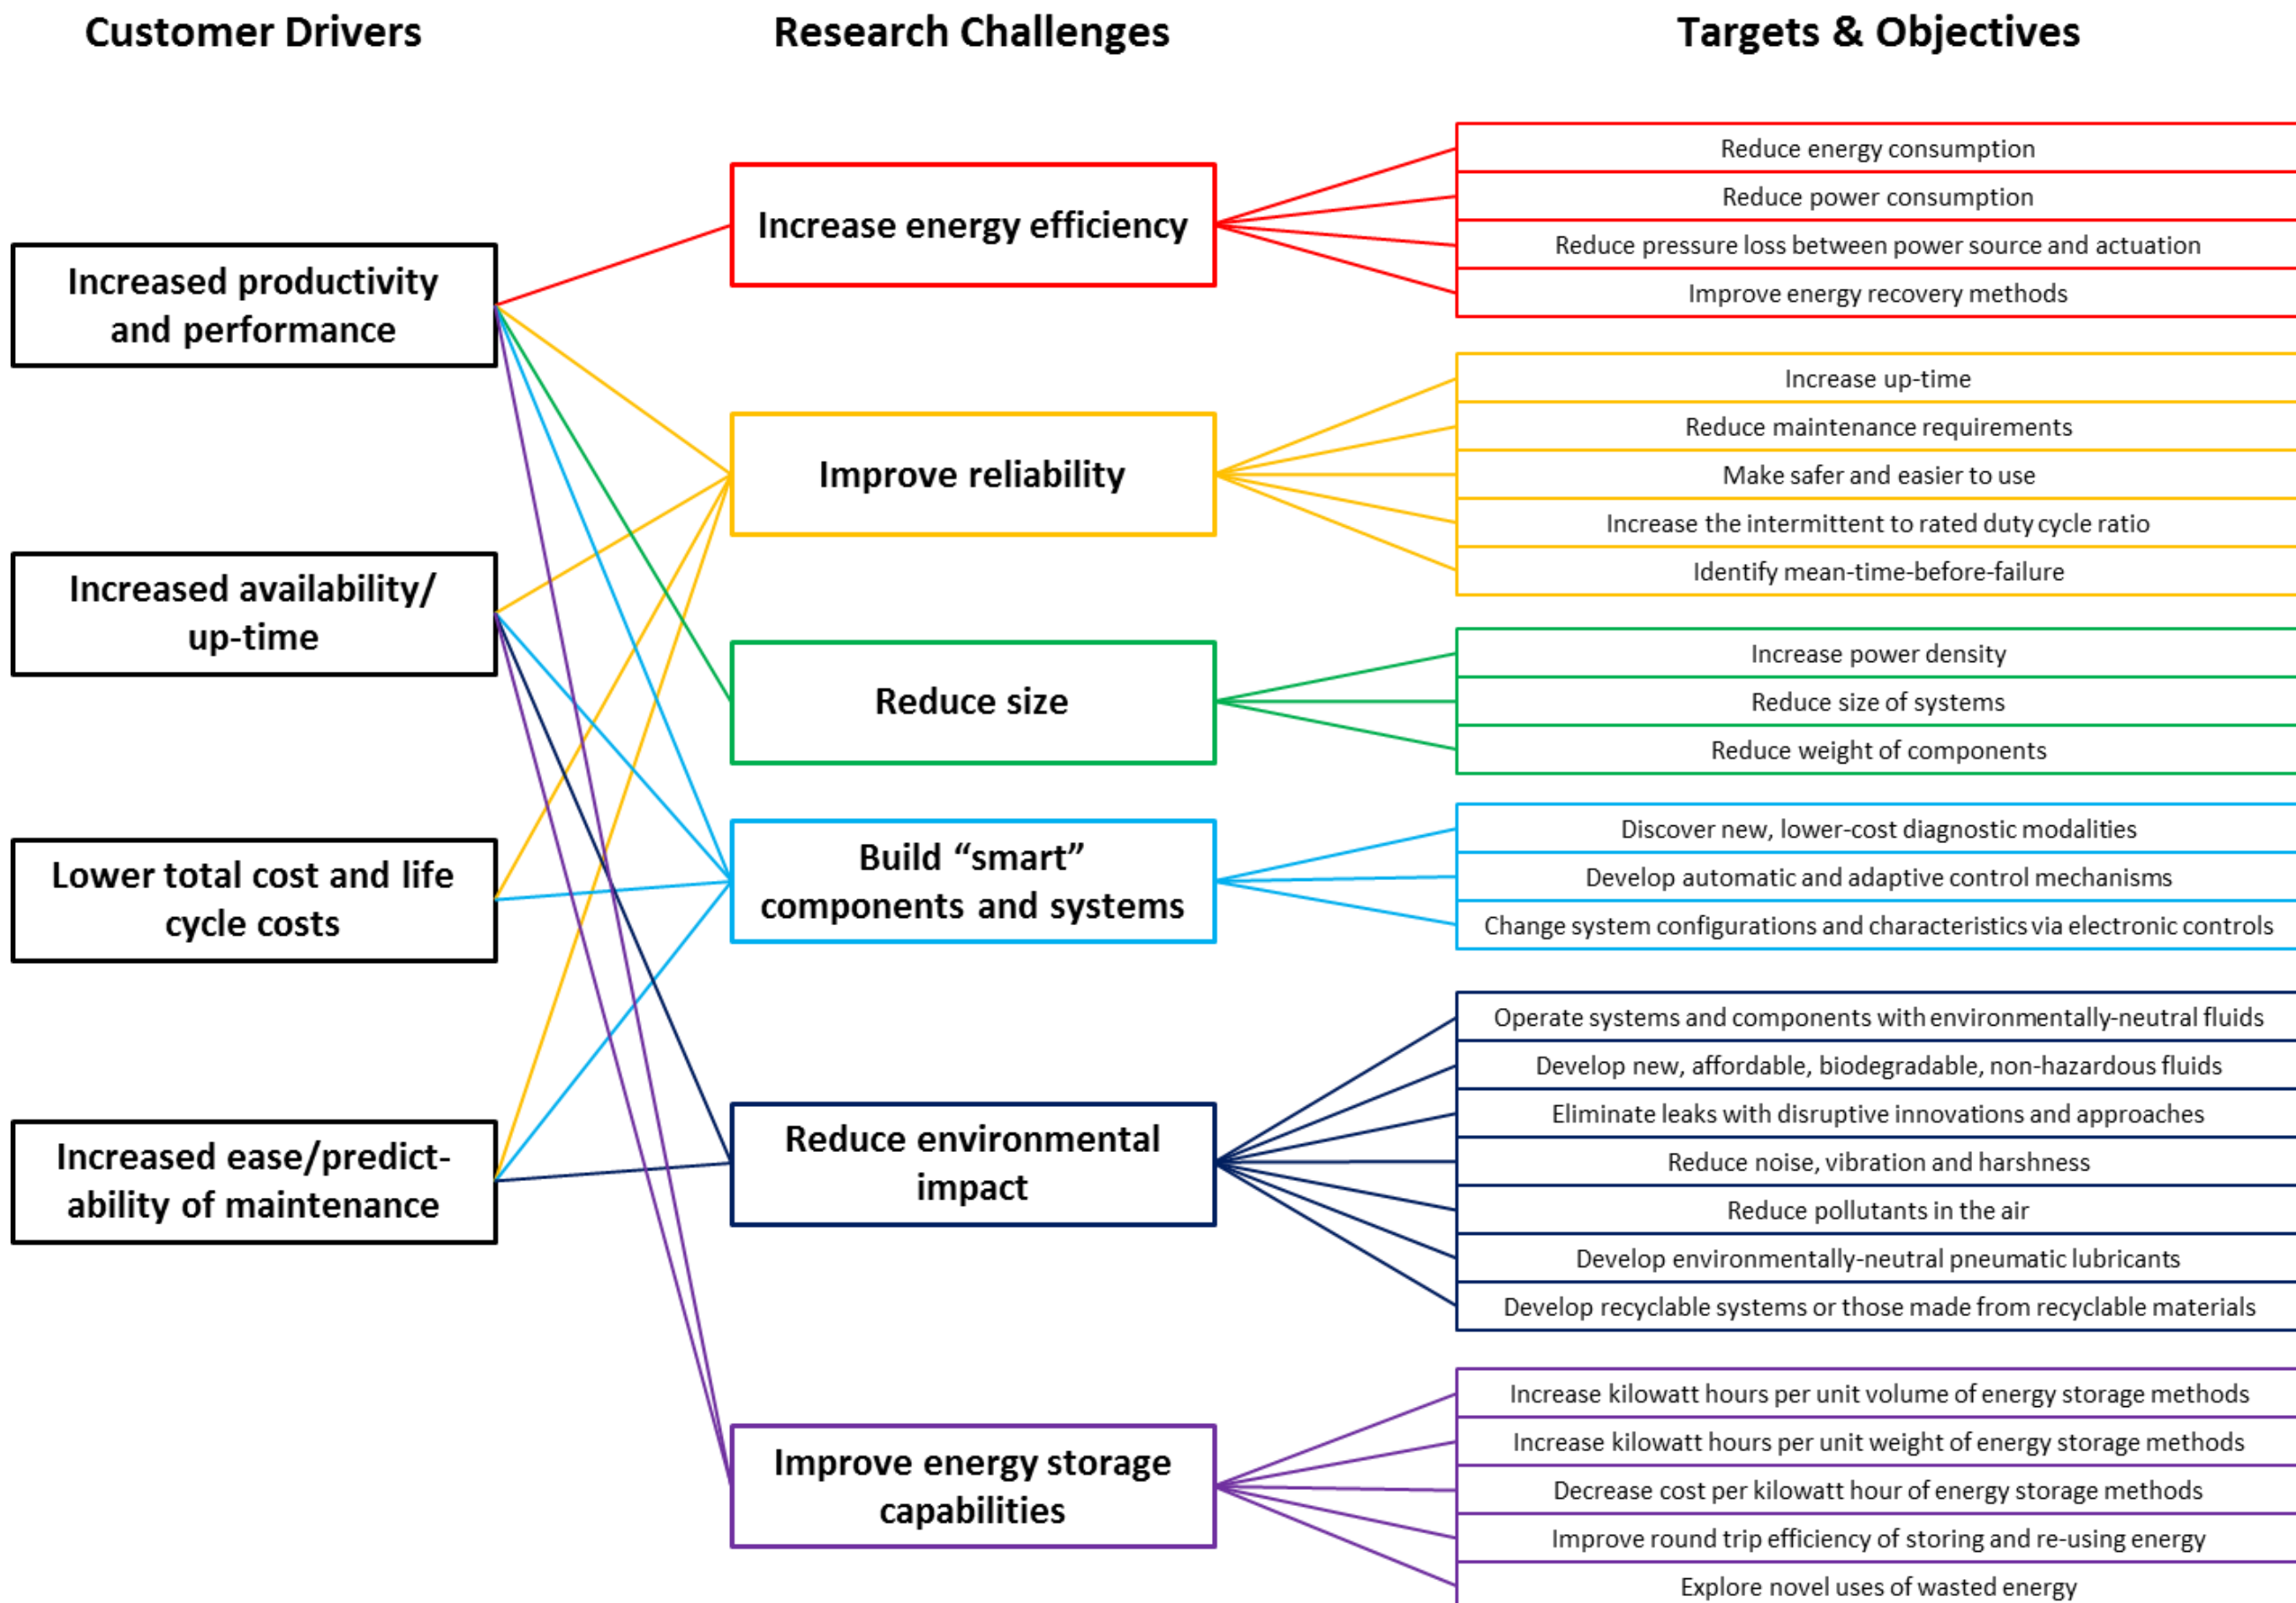 Customer Drivers
Research Challenges
Targets & Objectives
Increased productivity
and performance
Increased availability/
up-time
Lower total cost and life
cycle costs
Increased ease/predict-
ability of maintenance
Increase energy efficiency
Improve reliability
Reduce size
Build “smart”
components and systems
Reduce environmental
impact
Improve energy storage
capabilities
Reduce energy consumption
Reduce power consumption
Reduce pressure loss between power source and actuation
Improve energy recovery methods
Increase up-time
Reduce maintenance requirements
Make safer and easier to use
Increase the intermittent to rated duty cycle ratio
Identify mean-time-before-failure
Increase power density
Reduce size of systems
Reduce weight of components
Discover new, lower-cost diagnostic modalities
Develop automatic and adaptive control mechanisms
Change system configurations and characteristics via electronic controls
Operate systems and components with environmentally-neutral fluids
Develop new, affordable, biodegradable, non-hazardous fluids
Eliminate leaks with disruptive innovations and approaches
Reduce noise, vibration and harshness
Reduce pollutants in the air
Develop environmentally-neutral pneumatic lubricants
Develop recyclable systems or those made from recyclable materials
Increase kilowatt hours per unit volume of energy storage methods
Increase kilowatt hours per unit weight of energy storage methods
Decrease cost per kilowatt hour of energy storage methods
Improve round trip efficiency of storing and re-using energy
Explore novel uses of wasted energy